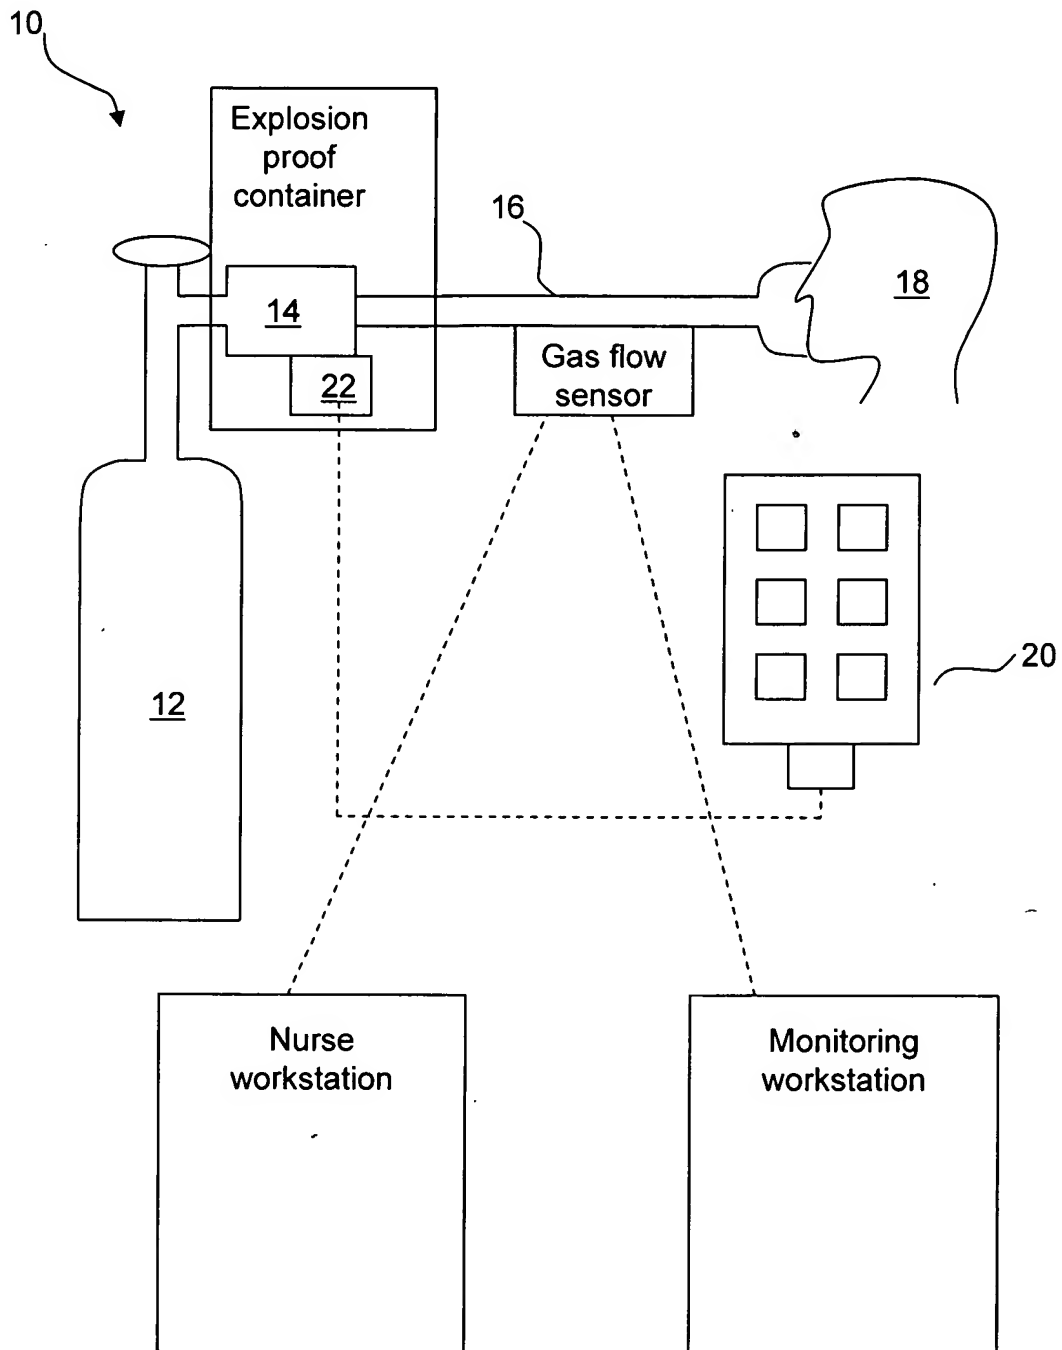 10
Explosion
proof
container
16
18
14
Gas flow
sensor
22
20
12
Nurse
workstation
Monitoring
workstation